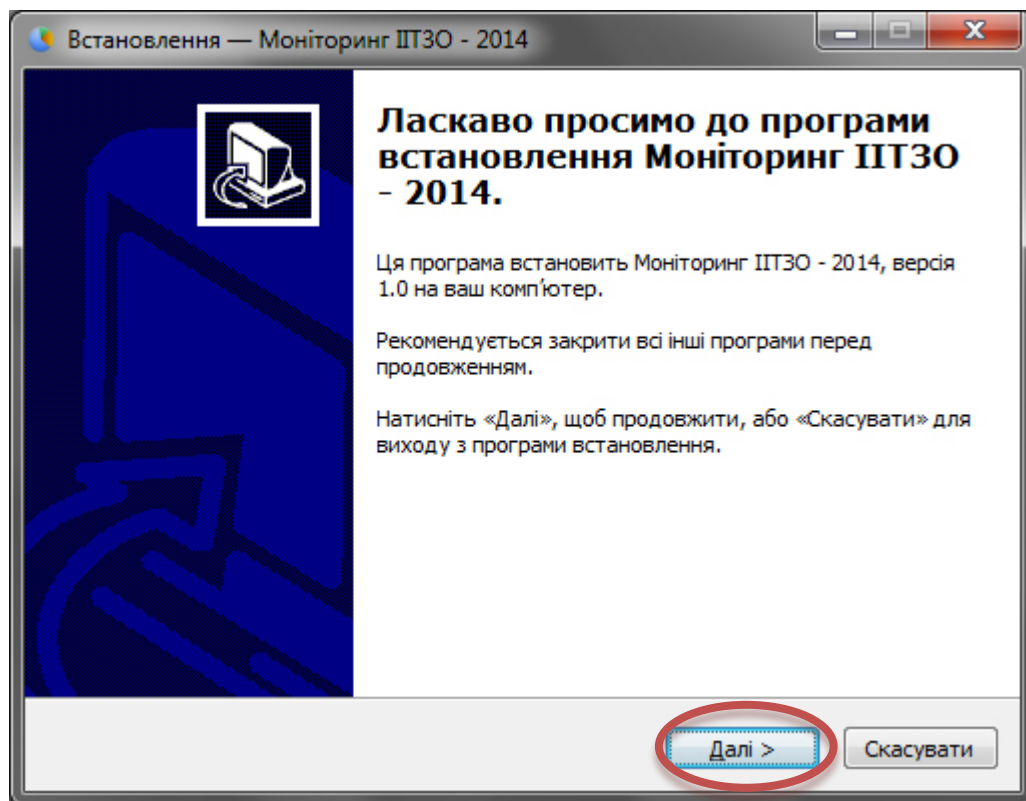 Встановлення — Моніторинг ІІТЗО - 2014
Ласкаво просимо до програми
встановлення Моніторинг ІІТЗО
- 2014.
Ця програма встановить Моніторинг ІІТЗО - 2014, версія
1.0 на ваш комп'ютер.
Рекомендується закрити всі інші програми перед
продовженням.
Натисніть «Далі», щоб продовжити, або «Скасувати» для
виходу з програми встановлення.
Далі >
Скасувати